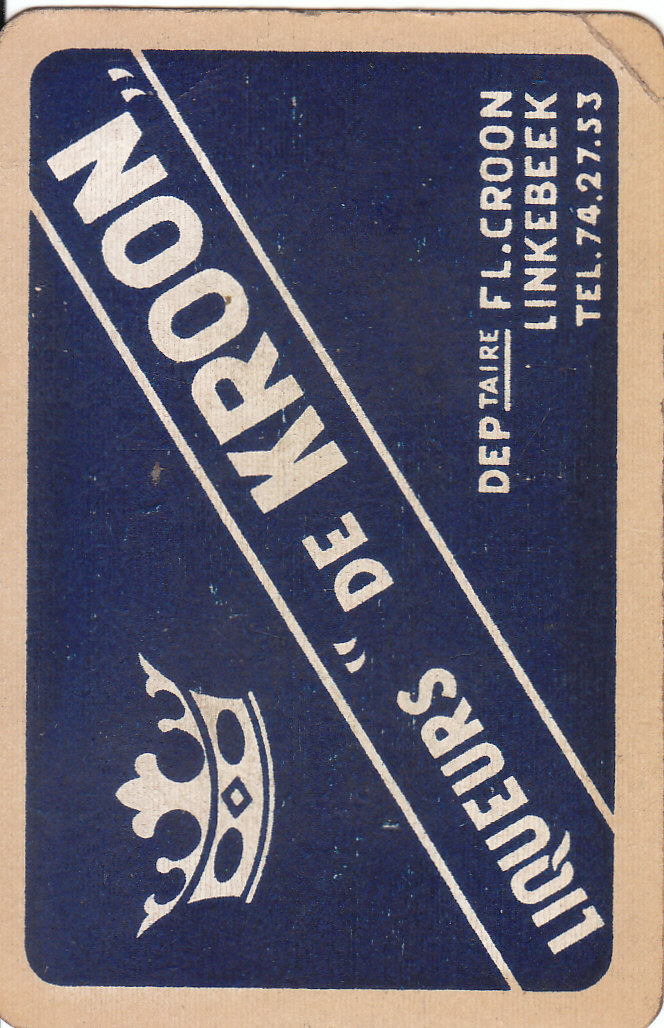 LIQUEURS "DE KROON"
DEPTAIRE FL.CROON
LINKEBEEK
TEL.74.27.53